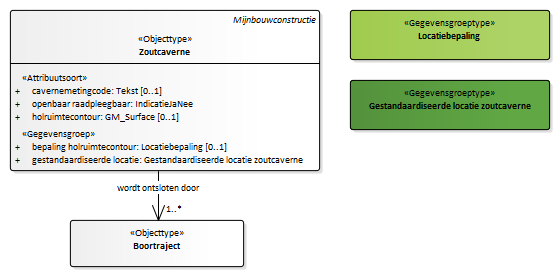 Mijnbouwconstructie
«Objecttype»
Zoutcaverne
«Attribuutsoort»
+ cavernemetingcode: Tekst [0..1]
+ openbaar raadpleegbaar: IndicatieJaNee
+ holruimtecontour: GM_Surface [0..1]
«Gegevensgroep»
+ bepaling holruimtecontour: Locatiebepaling [0..1]
+ gestandaardiseerde locatie: Gestandaardiseerde locatie zoutcaverne
wordt ontsloten door
1..*
«Objecttype»
Boortraject
«Gegevensgroeptype»
Locatiebepaling
«Gegevensgroeptype»
Gestandaardiseerde locatie zoutcaverne